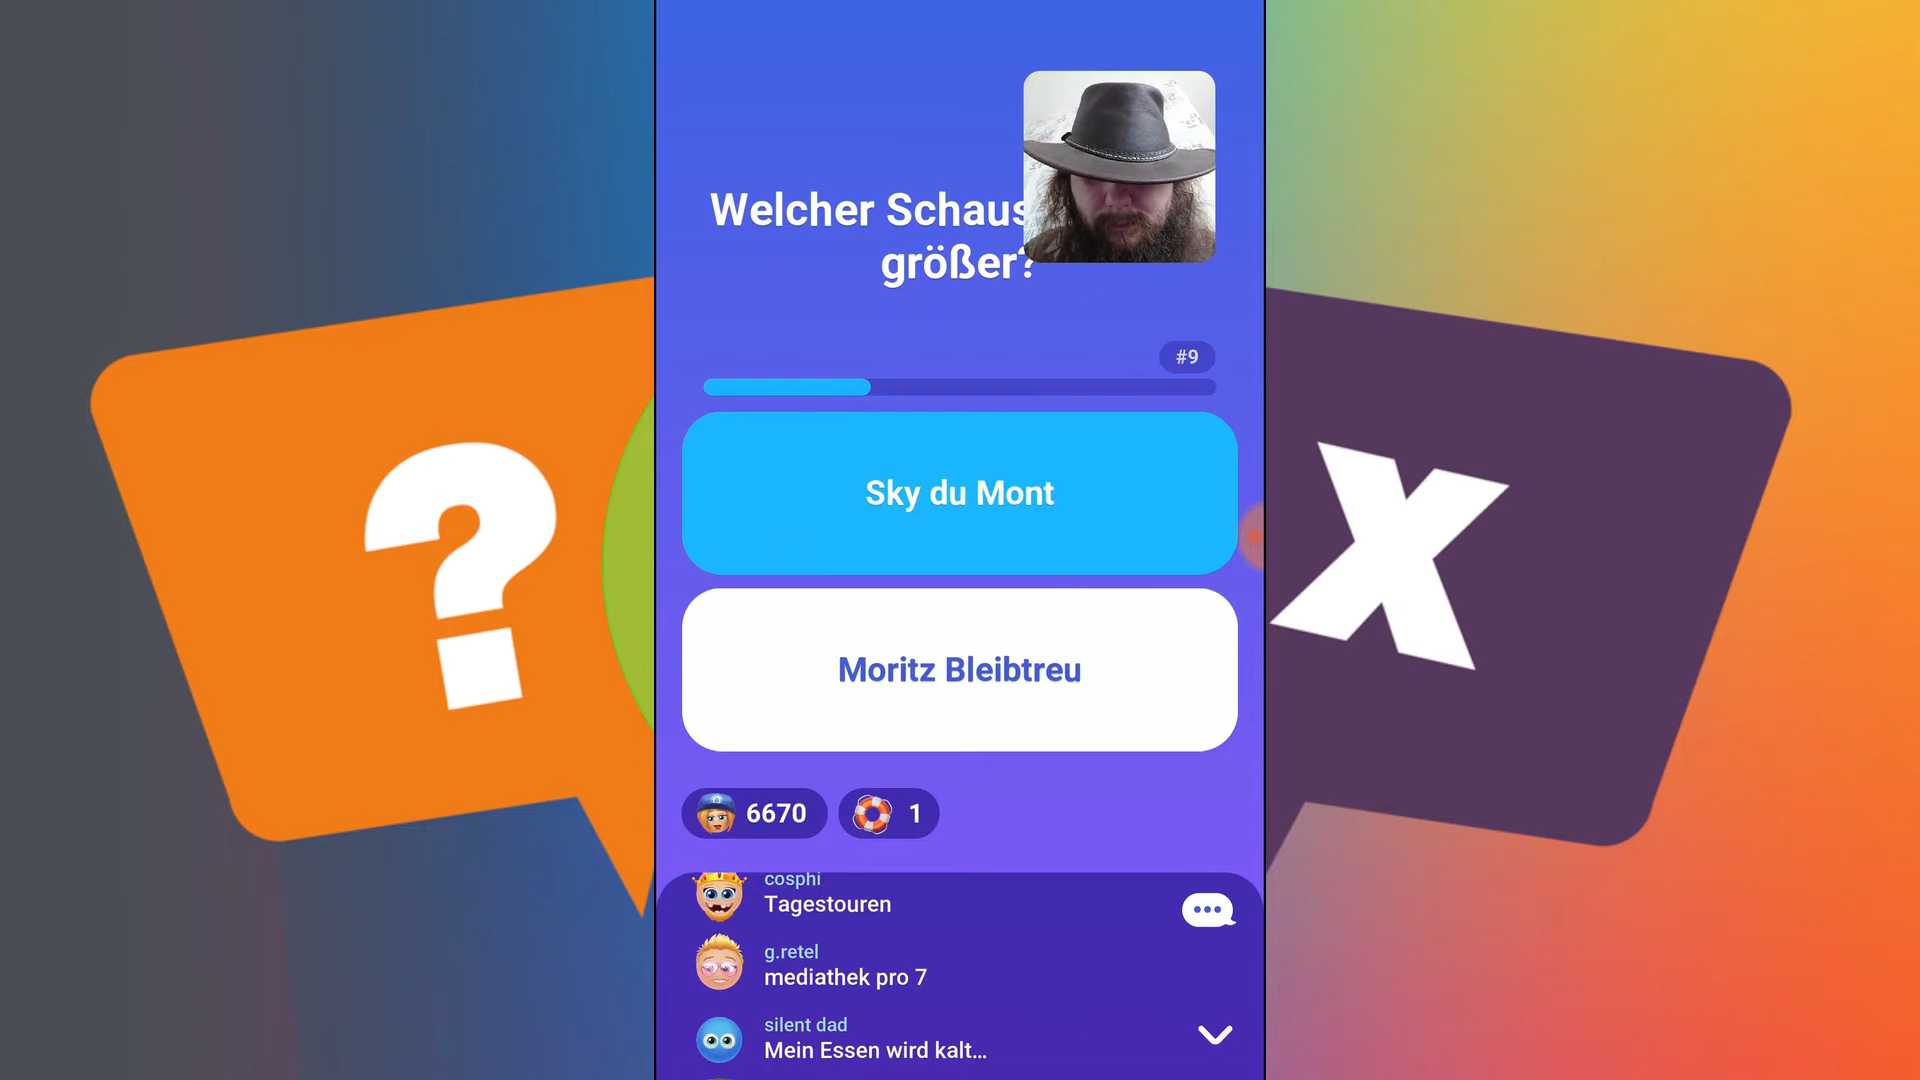 ?
X
Welcher Schaus
größer?
#9
Sky du Mont
Moritz Bleibtreu
6670
1
cosphi
Tagestouren
g.retel
mediathek pro 7
silent dad
Mein Essen wird kalt...